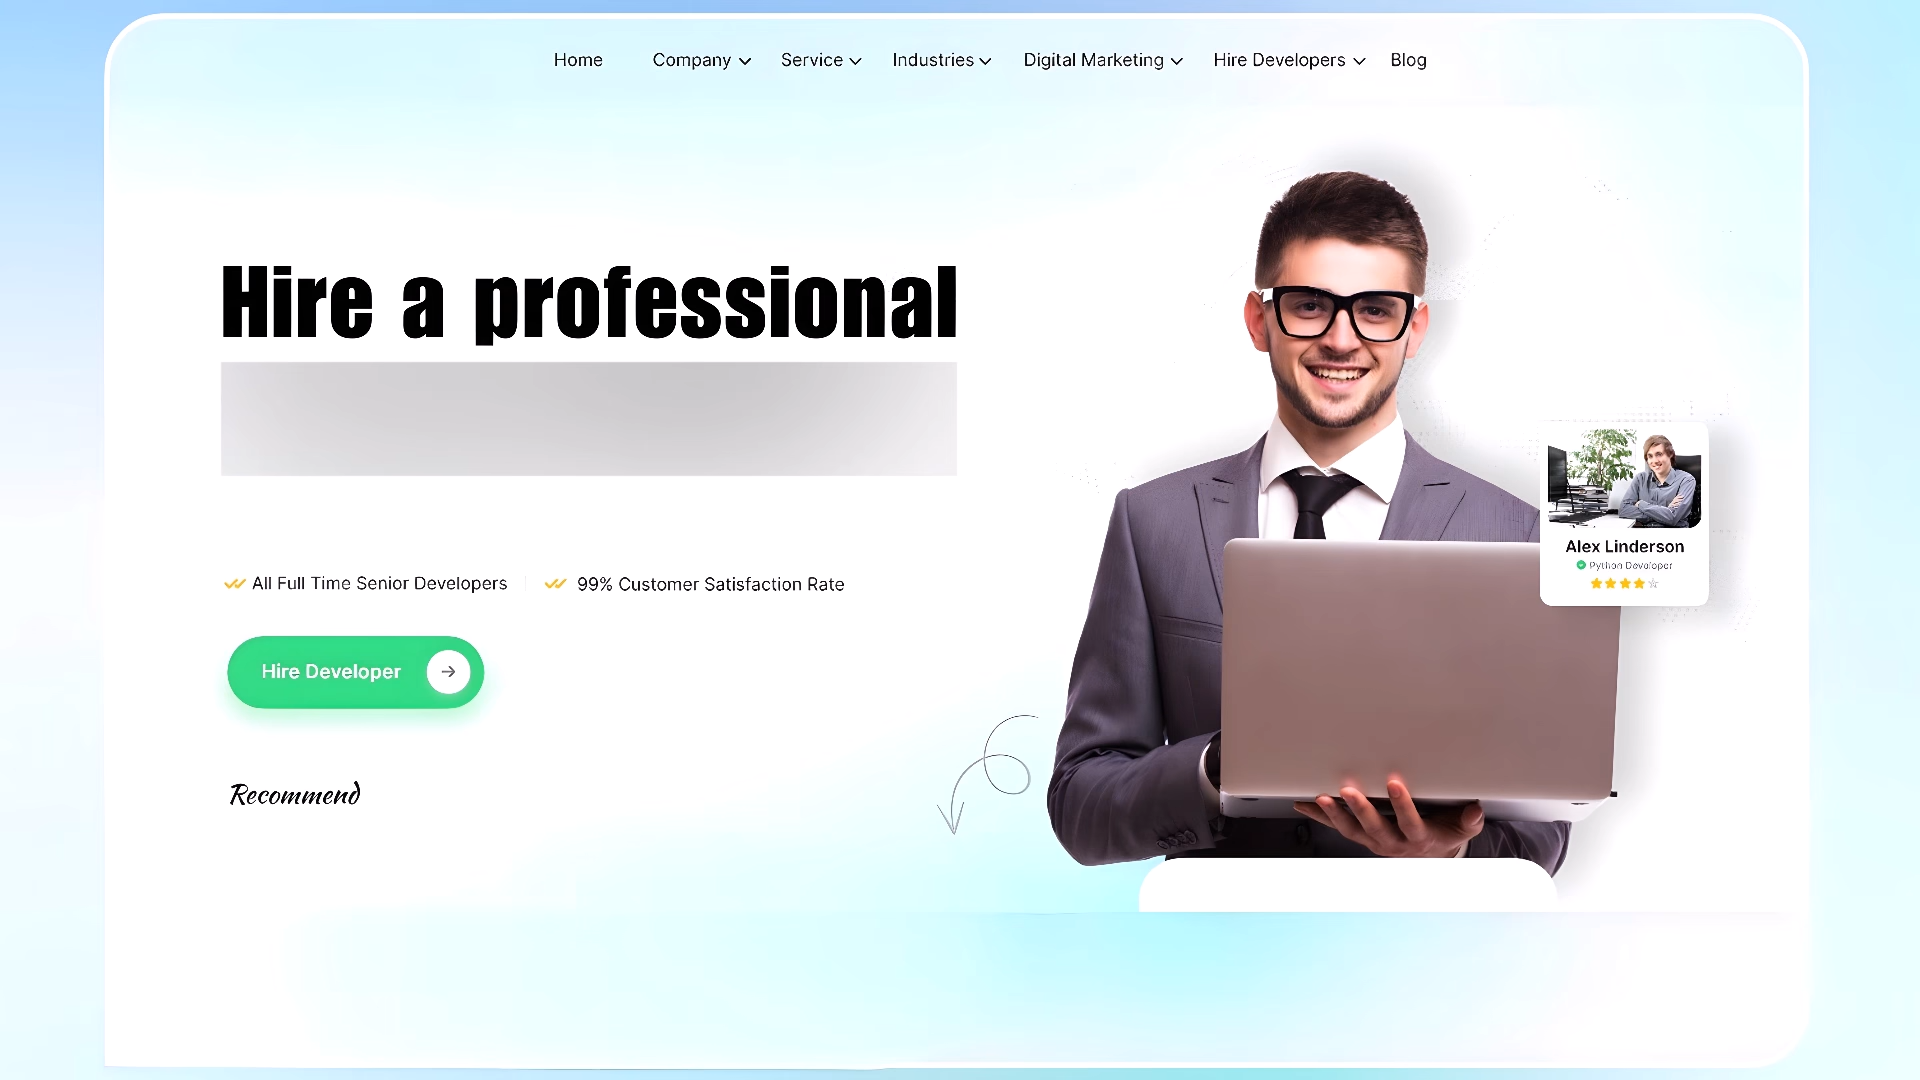 Home Company Service Industries Digital Marketing Hire Developers Blog
Hire a professional
All Full Time Senior Developers 99% Customer Satisfaction Rate
Hire Developer
Recommend
Alex Linderson
Python Developer